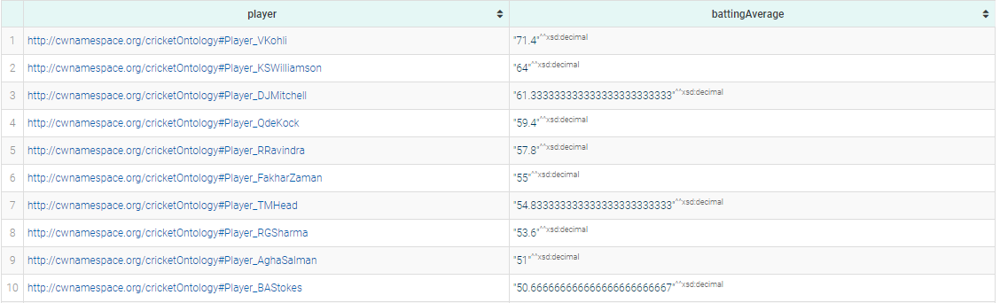 player battingAverage
1 http://cwnamespace.org/cricketOntology#Player_VKohli "71.4"^^xsd:decimal
2 http://cwnamespace.org/cricketOntology#Player_KSWilliamson "64"^^xsd:decimal
3 http://cwnamespace.org/cricketOntology#Player_DJMitchell "61.333333333333333333333333"^^xsd:decimal
4 http://cwnamespace.org/cricketOntology#Player_QdeKock "59.4"^^xsd:decimal
5 http://cwnamespace.org/cricketOntology#Player_RRavindra "57.8"^^xsd:decimal
6 http://cwnamespace.org/cricketOntology#Player_FakharZaman "55"^^xsd:decimal
7 http://cwnamespace.org/cricketOntology#Player_TMHead "54.833333333333333333333333"^^xsd:decimal
8 http://cwnamespace.org/cricketOntology#Player_RGSharma "53.6"^^xsd:decimal
9 http://cwnamespace.org/cricketOntology#Player_AghaSalman "51"^^xsd:decimal
10 http://cwnamespace.org/cricketOntology#Player_BAStokes "50.666666666666666666666667"^^xsd:decimal